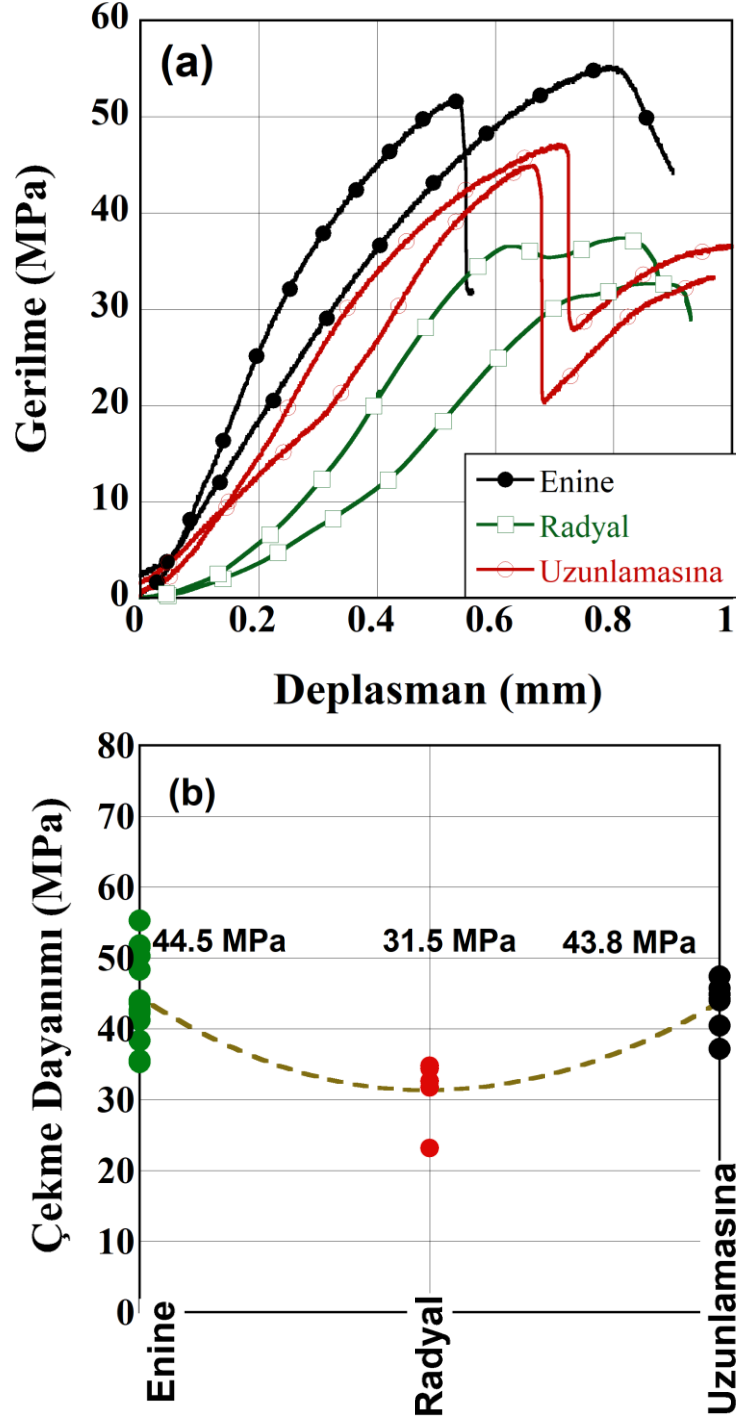 (a)
60
50
40
30
20
10
0
Gerilme (MPa)
Enine
Radyal
Uzunlamasına
0 0.2 0.4 0.6 0.8 1
Deplasman (mm)
(b)
80
70
60
50
40
30
20
10
0
Çekme Dayanımı (MPa)
44.5 MPa 31.5 MPa 43.8 MPa
Enine
Radyal
Uzunlamasına